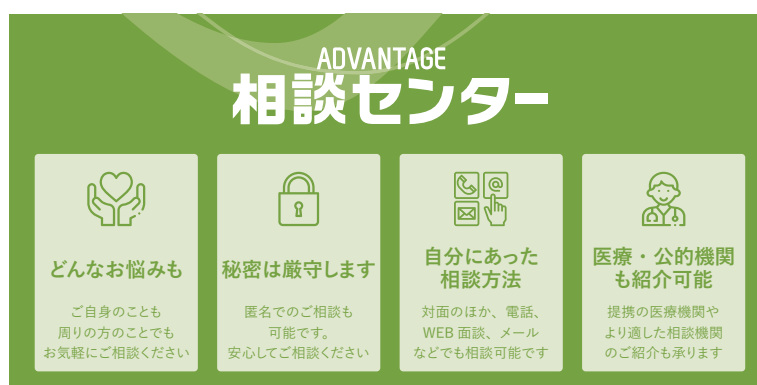 ADVANTAGE
相談センター
どんなお悩みも
ご自身のことも
周りの方のことでも
お気軽にご相談ください
秘密は厳守します
匿名でのご相談も
可能です。
安心してご相談ください
自分にあった
相談方法
対面のほか、電話、
WEB 面談、メール
などでも相談可能です
医療・公的機関
も紹介可能
提携の医療機関や
より適した相談機関
のご紹介も承ります